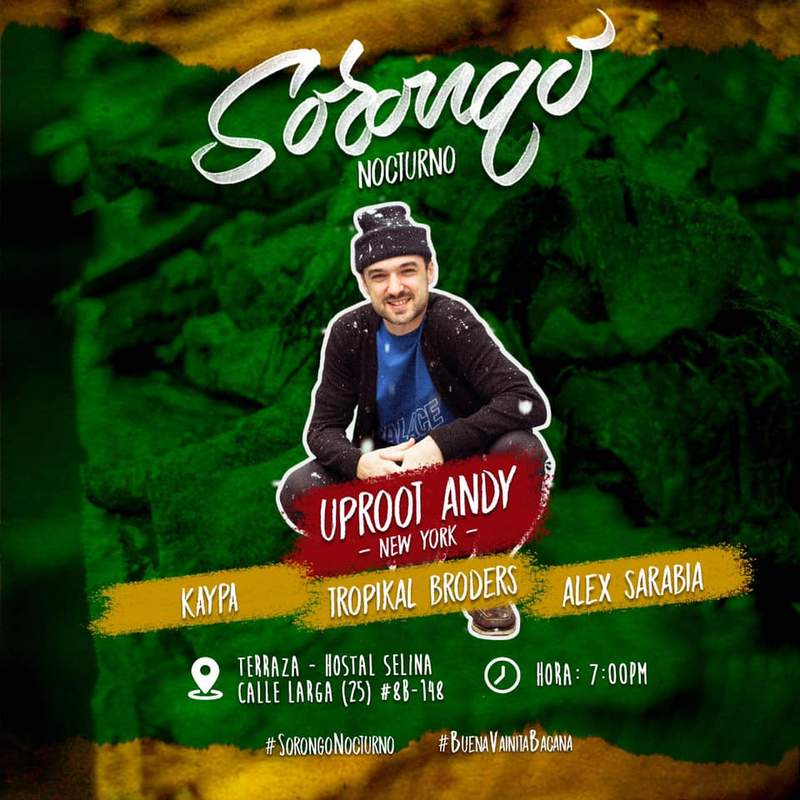 Sorongo
NOCTURNO
PALACE
UPROOT ANDY
- NEW YORK -
KAYPA
TROPIKAL BRODERS
ALEX SARABIA
TERRAZA - HOSTAL SELINA
CALLE LARGA (25) #8B-148
HORA: 7:00PM
#SORONGONOCTURNO
#BUENAVAINITABACANA